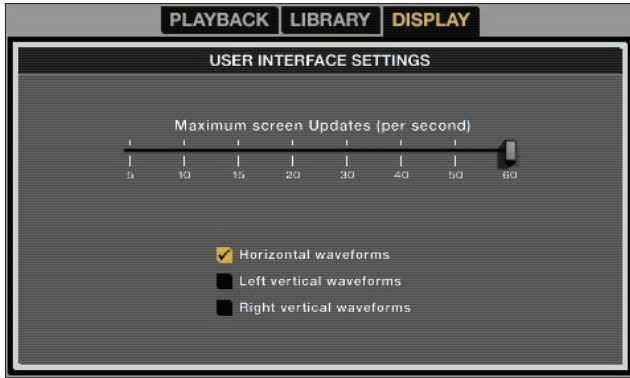 PLAYBACK LIBRARY DISPLAY
USER INTERFACE SETTINGS
Maximum screen Updates (per second)
5 10 15 20 30 40 50 60
Horizontal waveforms
Left vertical waveforms
Right vertical waveforms